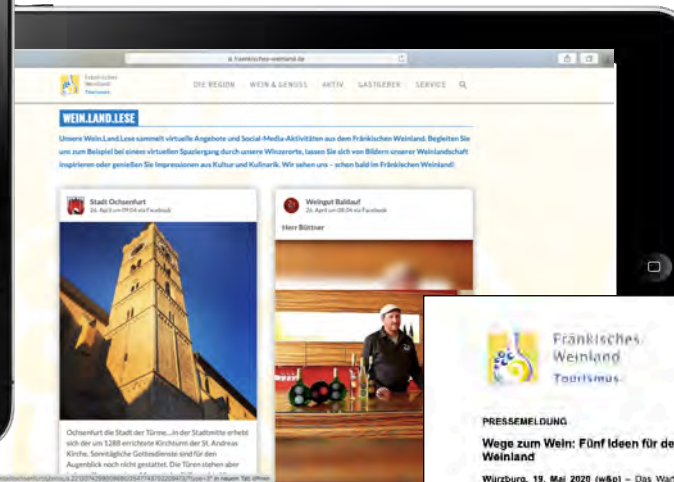 fraenkisches-weinland.de
Fränkisches
Weinland
Tourismus
DIE REGION WEIN & GENUSS AKTIV GASTGEBER SERVICE
WEIN.LAND.LESE
Unsere Wein.Land.Lese sammelt virtuelle Angebote und Social-Media-Aktivitäten aus dem Fränkischen Weinland. Begleiten Sie
uns zum Beispiel bei einem virtuellen Spaziergang durch unsere Winzerorte, lassen Sie sich von Bildern unserer Weinlandschaft
inspirieren oder genießen Sie Impressionen aus Kultur und Kulinarik. Wir sehen uns – schon bald im Fränkischen Weinland!
Stadt Ochsenfurt
26. April um 09:04 via Facebook
Ochsenfurt die Stadt der Türme...in der Stadtmitte erhebt
sich der um 1288 errichtete Kirchturm der St. Andreas
Kirche. Sonntägliche Gottesdienste sind für den
Augenblick noch nicht gestattet. Die Türen stehen aber
in neuem Tab öffnen
Weingut Baldauf
26. April um 08:04 via Facebook
Herr Büttner
Fränkisches
Weinland
Tourismus
PRESSEMELDUNG
Wege zum Wein: Fünf Ideen für de
Weinland
Würzburg, 19. Mai 2020 (w&p) – Das War